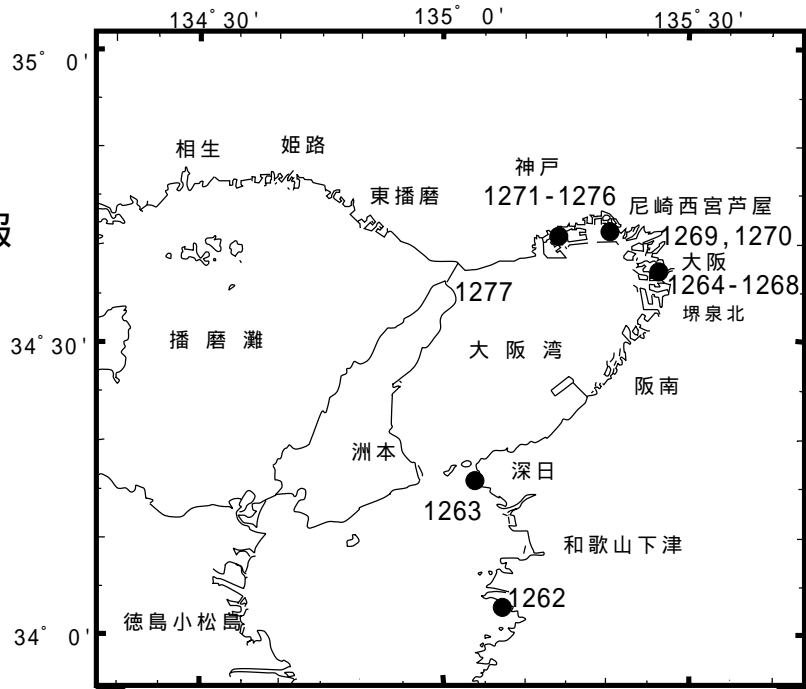 134° 30'
135° 0'
135° 30'
35° 0'
相生
姫路
神戸
東播磨
1271-1276
尼崎西宮芦屋
報
1269,1270
大阪
1277
1264-1268
堺泉北
34° 30'
播磨灘
大阪湾
阪南
洲本
深日
1263
和歌山下津
1262
徳島小松島
34° 0'